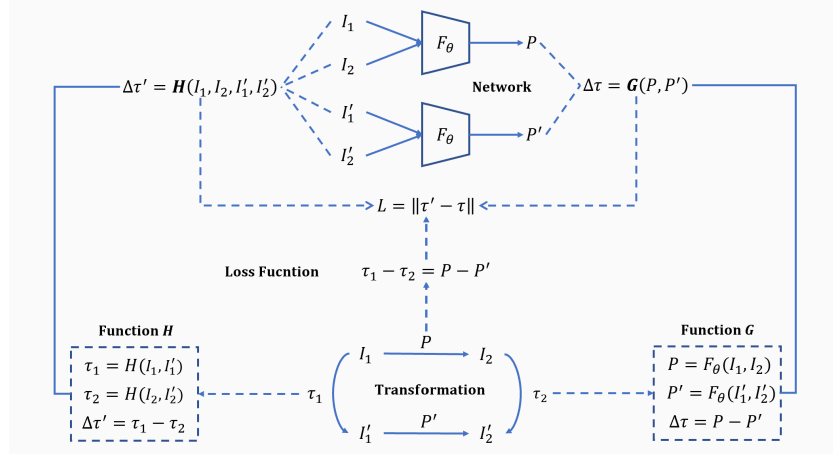 I₁
F_θ
P
I₂
Network
Δτ′ = H(I₁, I₂, I₁′, I₂′)
Δτ = G(P, P′)
I₁′
F_θ
P′
I₂′
L = ‖τ′ − τ‖
Loss Fucntion
τ₁ − τ₂ = P − P′
Function H
τ₁ = H(I₁, I₁′)
τ₂ = H(I₂, I₂′)
Δτ′ = τ₁ − τ₂
P
I₁
I₂
τ₁
Transformation
τ₂
P′
I₁′
I₂′
Function G
P = F_θ(I₁, I₂)
P′ = F_θ(I₁′, I₂′)
Δτ = P − P′